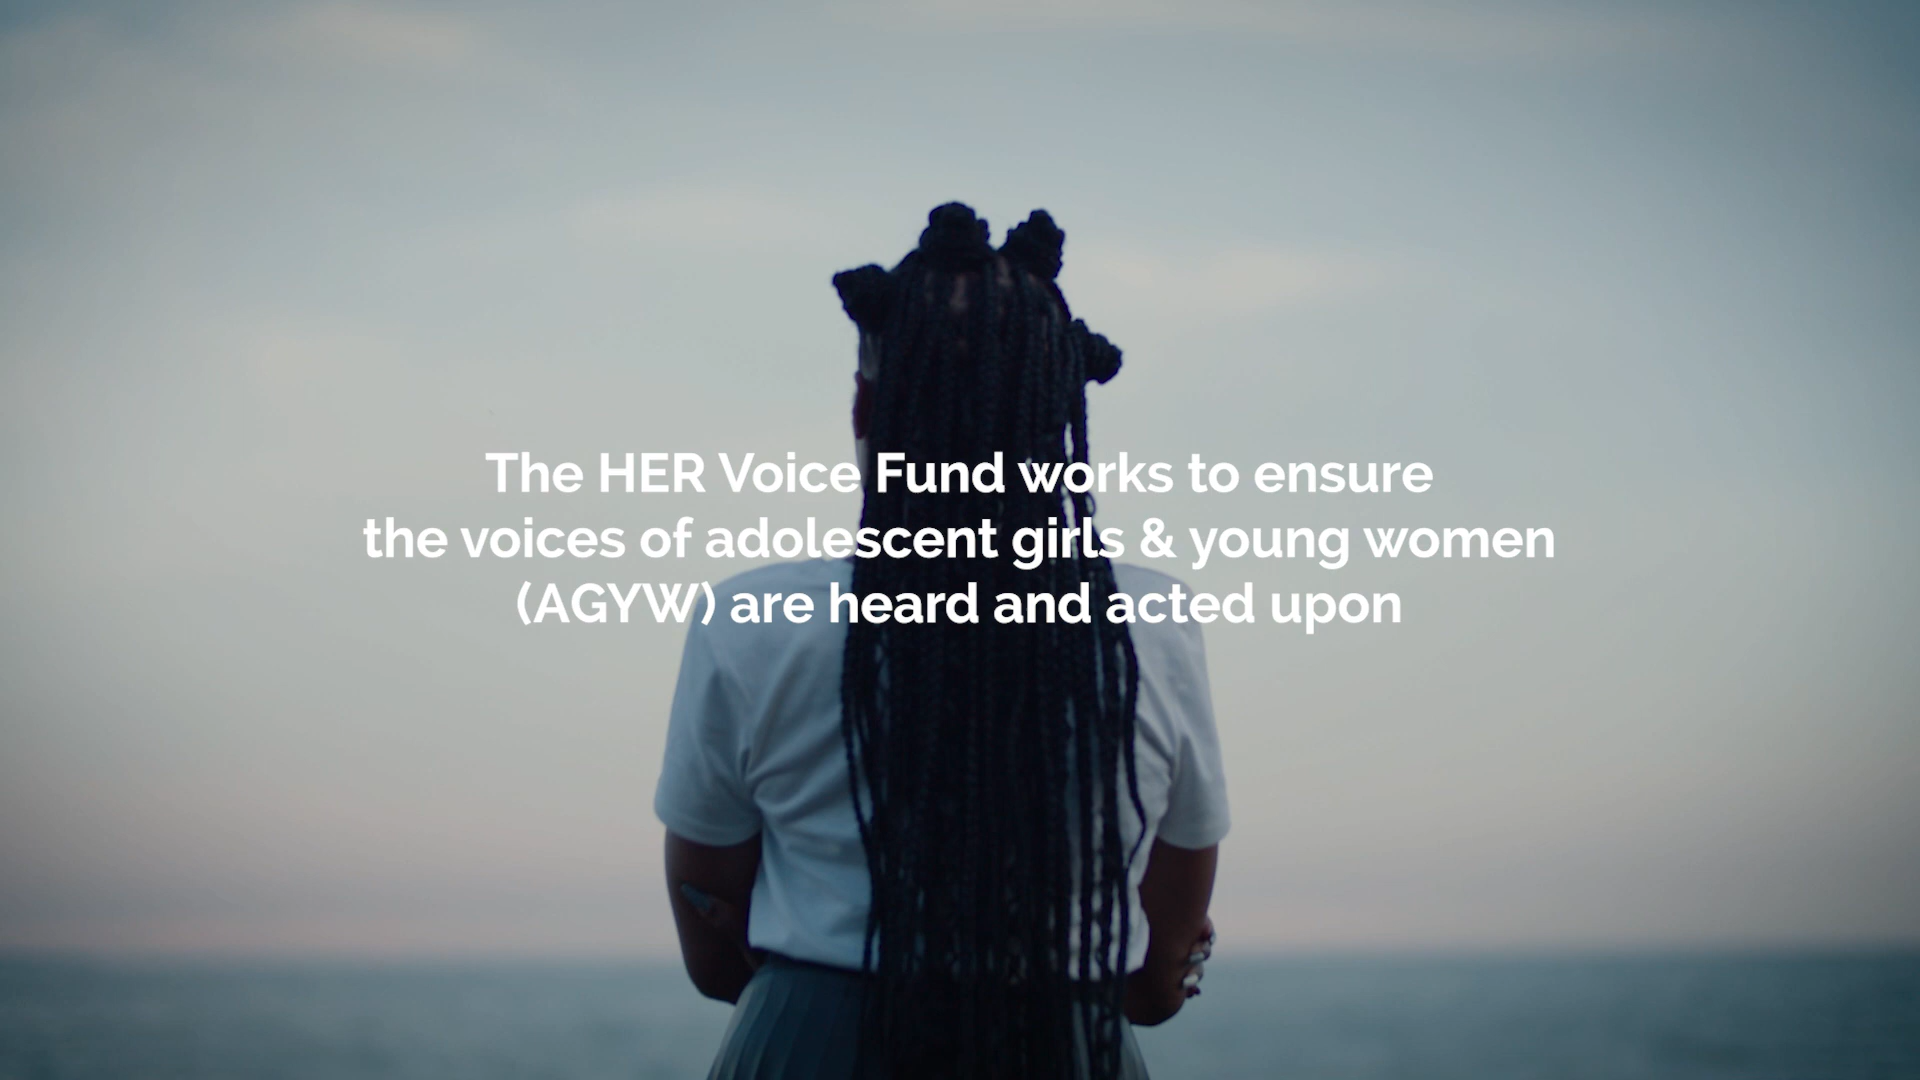 The HER Voice Fund works to ensure
the voices of adolescent girls & young women
(AGYW) are heard and acted upon